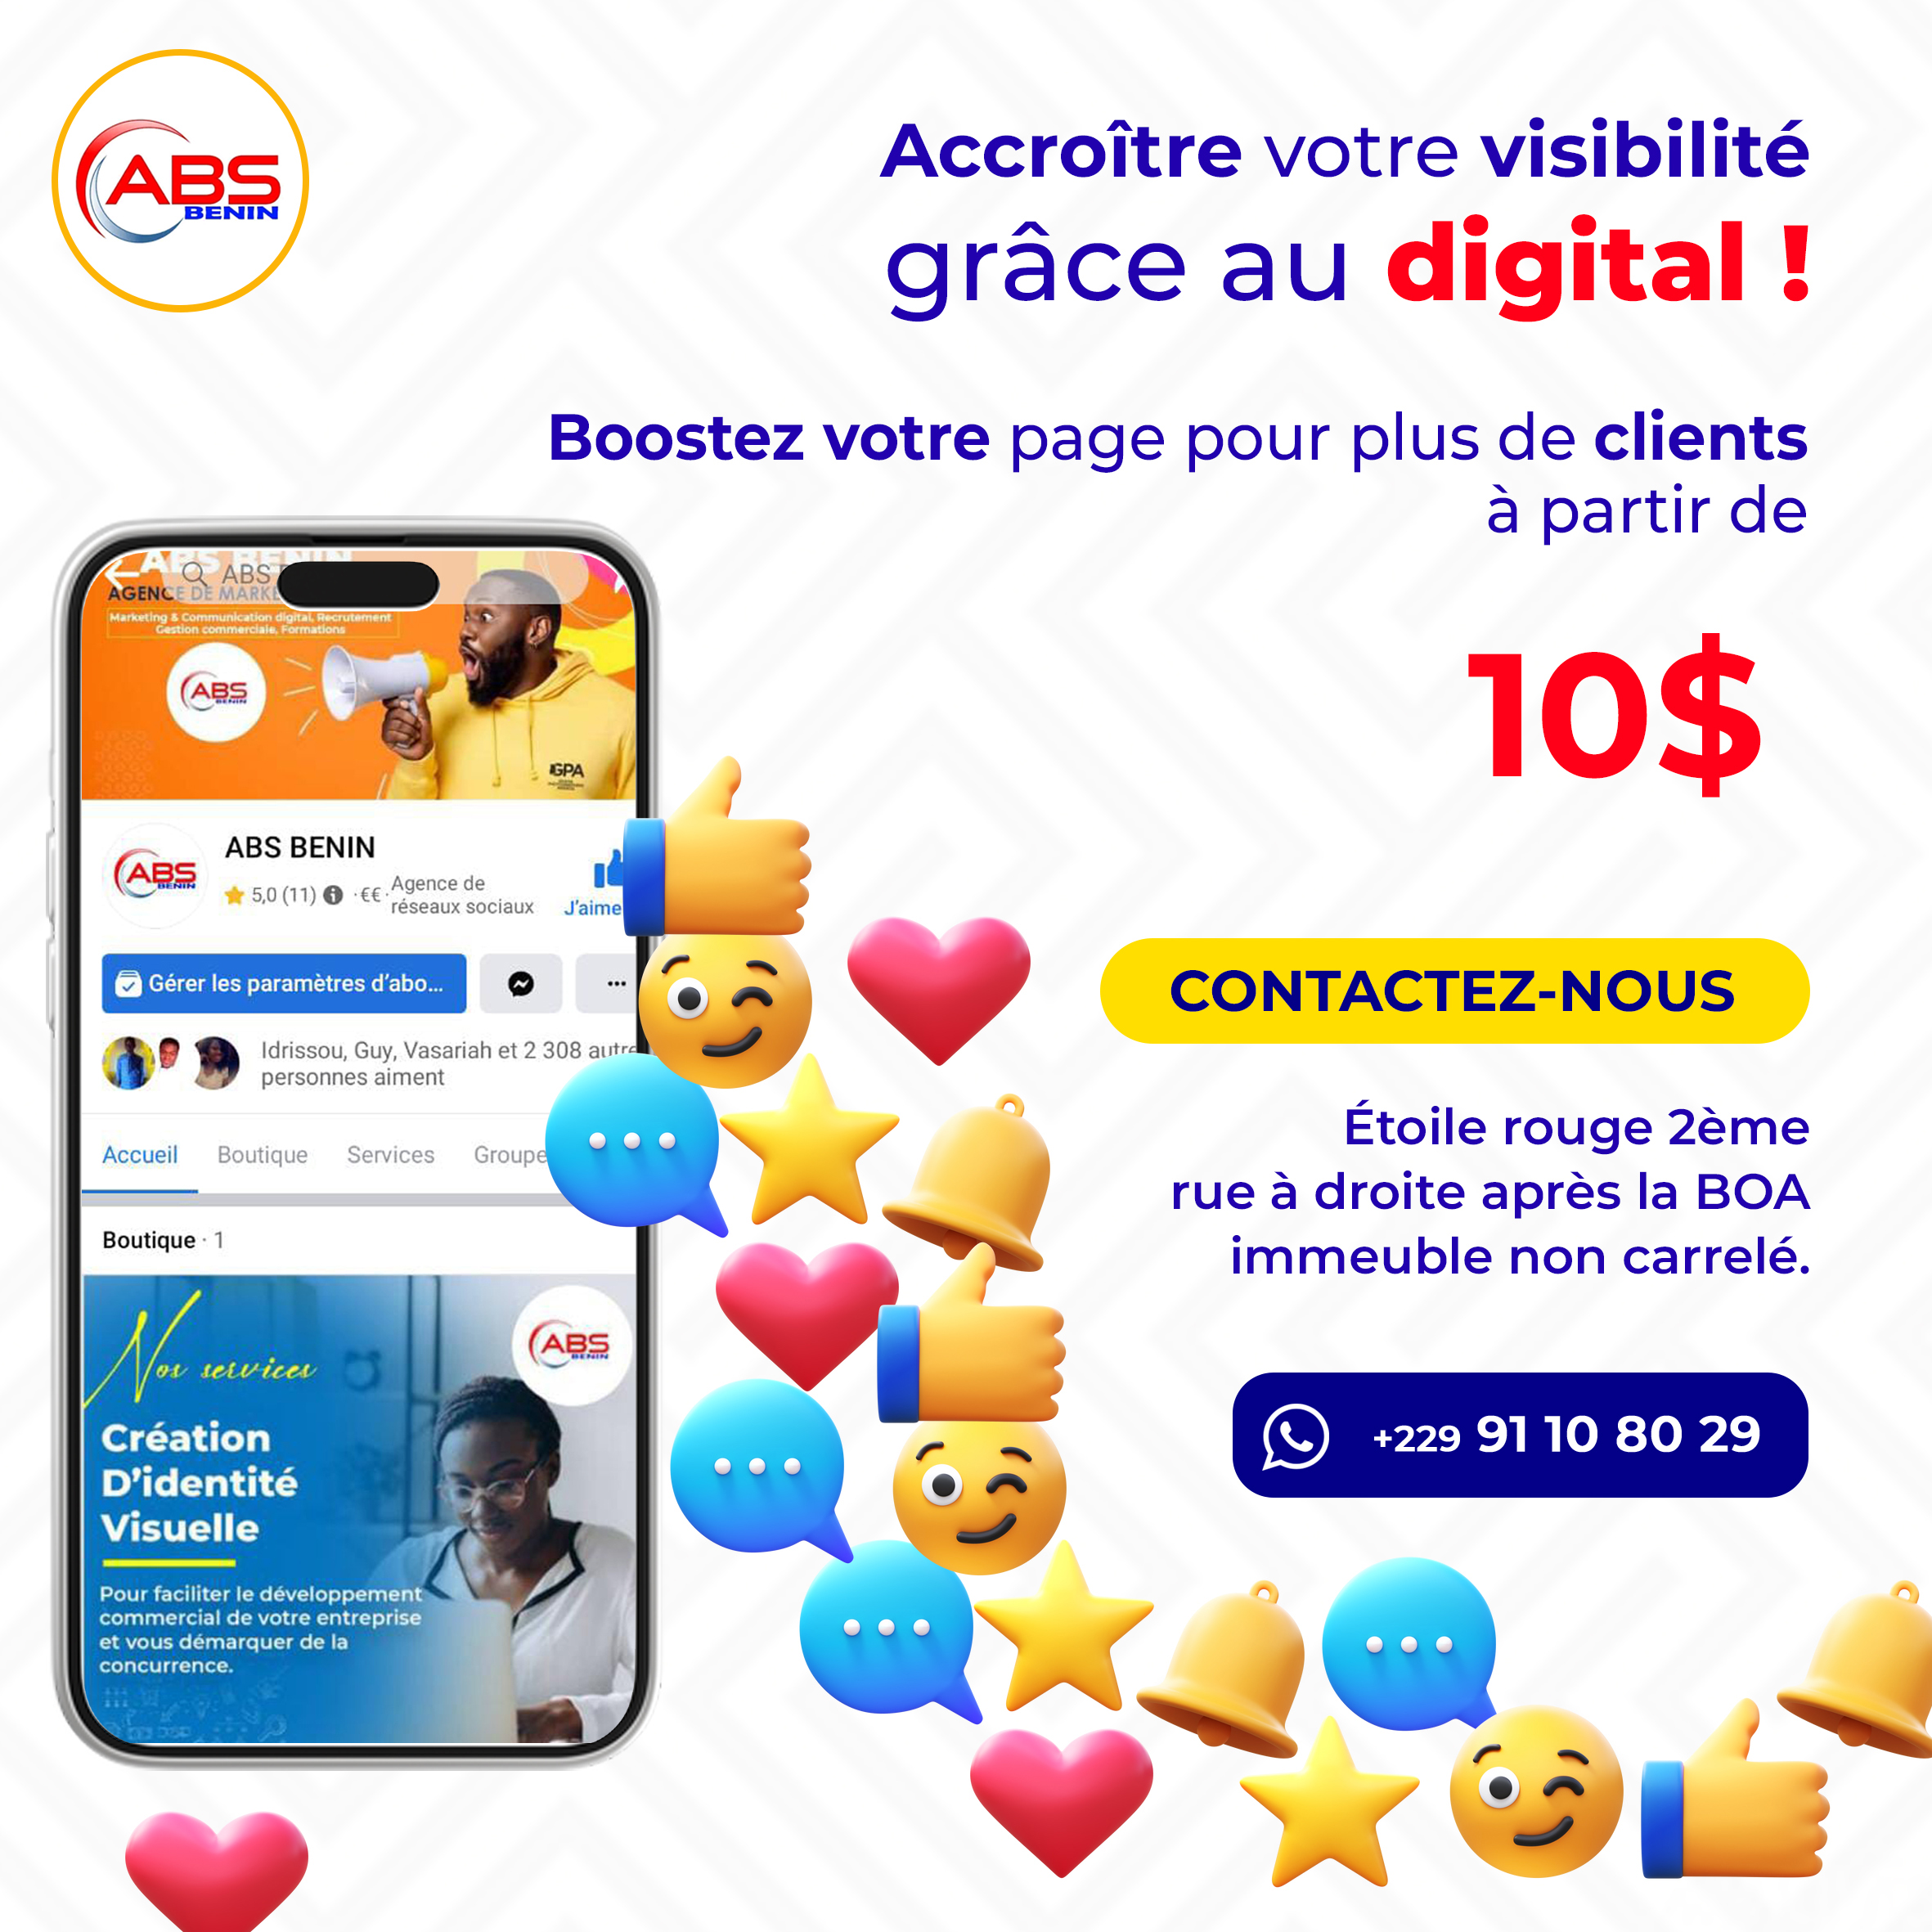 ABS
BENIN
Accroître votre visibilité
grâce au digital !
Boostez votre page pour plus de clients
à partir de
10$
ABS BENIN
ABS
AGENCE DE MARKE
Marketing & Communication digital, Recrutement
Gestion commerciale, Formations
ABS
BENIN
GPA
ABS
BENIN
ABS BENIN
5,0 (11) · €€ · Agence de
réseaux sociaux
J'aime
Gérer les paramètres d'abo...
Idrissou, Guy, Vasariah et 2 308 autre
personnes aiment
Accueil Boutique Services Groupe
Boutique · 1
Nos services
ABS
BENIN
Création
D'identité
Visuelle
Pour faciliter le développement
commercial de votre entreprise
et vous démarquer de la
concurrence.
CONTACTEZ-NOUS
Étoile rouge 2ème
rue à droite après la BOA
immeuble non carrelé.
+229 91 10 80 29